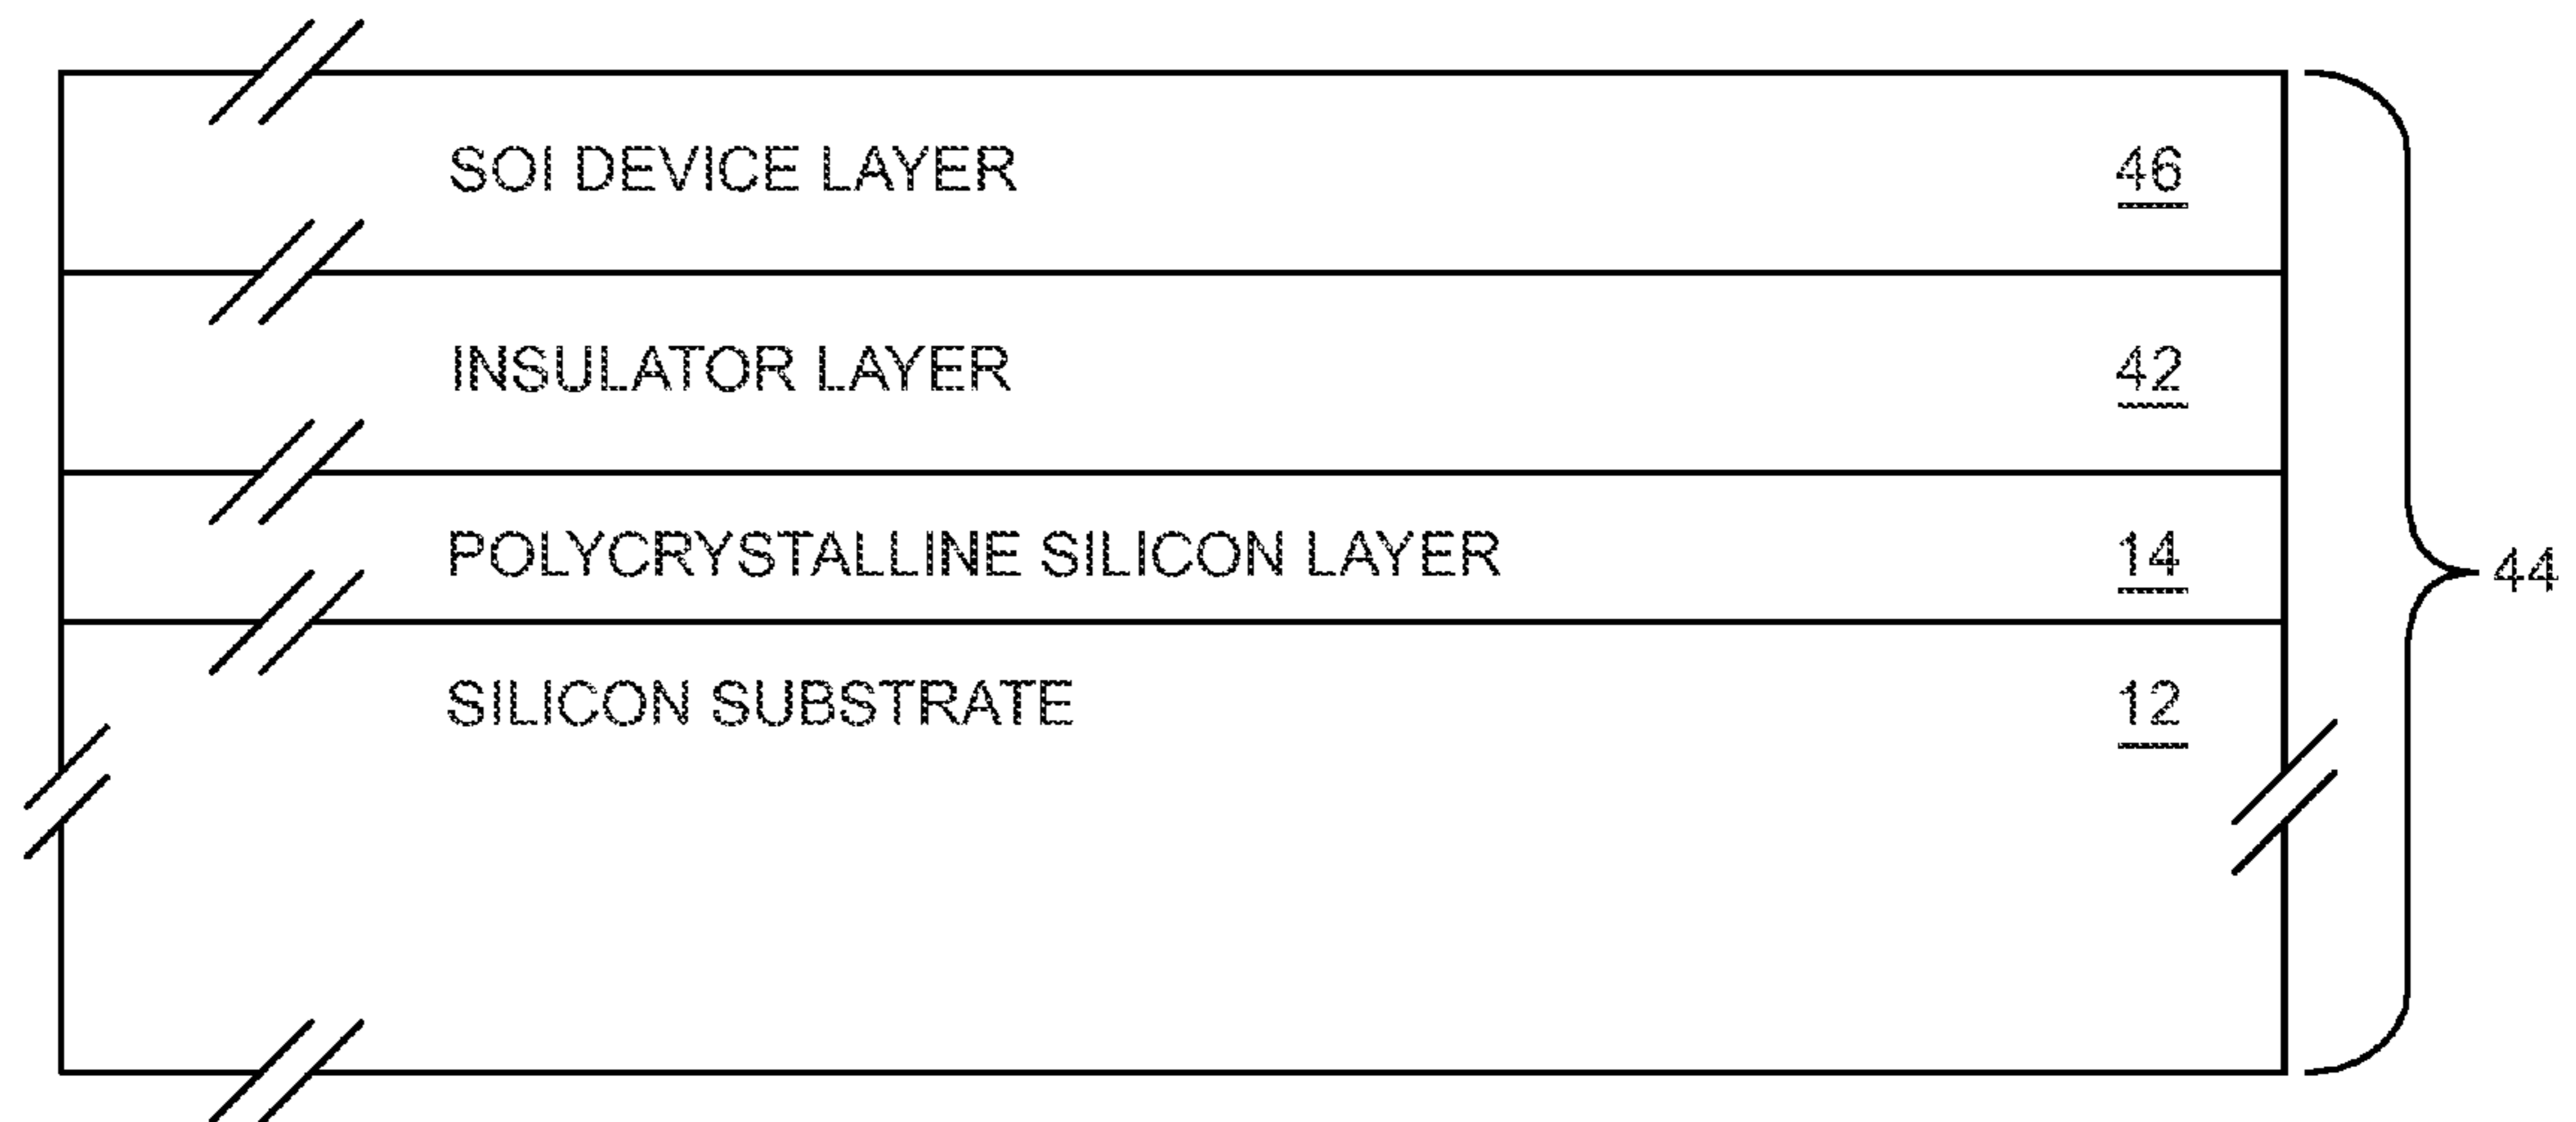 SOI DEVICE LAYER 46
INSULATOR LAYER 42
POLYCRYSTALLINE SILICON LAYER 14
44
SILICON SUBSTRATE 12